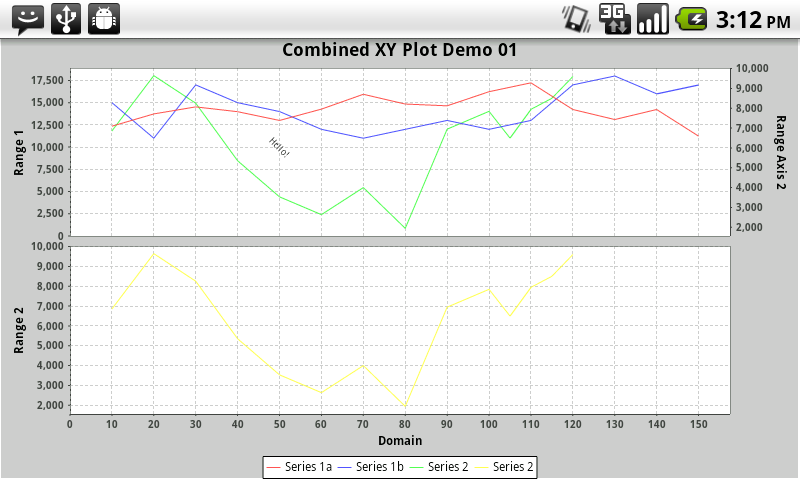 3G 3:12 PM
Combined XY Plot Demo 01
Range 1
17,500
15,000
12,500
10,000
7,500
5,000
2,500
0
Hello!
10,000
9,000
8,000
7,000
6,000
5,000
4,000
3,000
2,000
Range Axis 2
Range 2
10,000
9,000
8,000
7,000
6,000
5,000
4,000
3,000
2,000
0 10 20 30 40 50 60 70 80 90 100 110 120 130 140 150
Domain
Series 1a Series 1b Series 2 Series 2